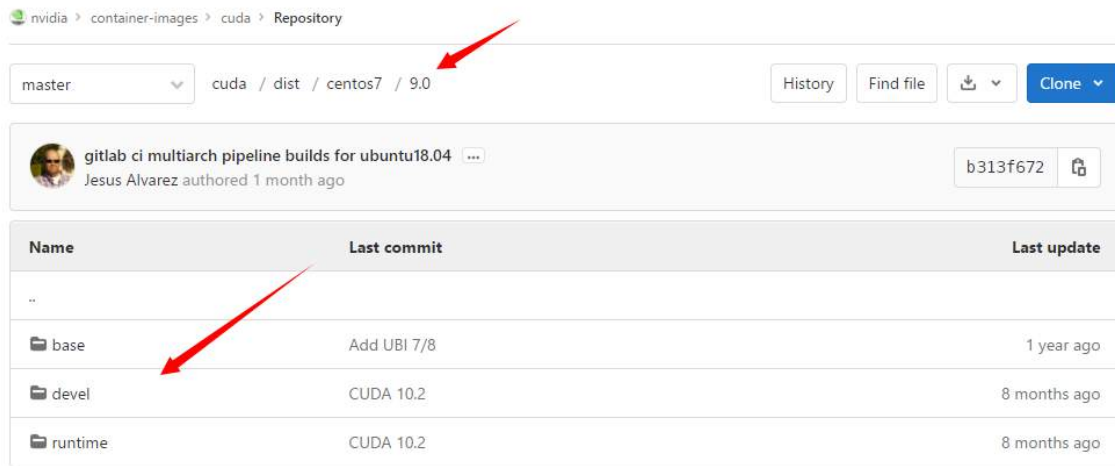 nvidia > container-images > cuda > Repository
master cuda / dist / centos7 / 9.0 History Find file Clone
gitlab ci multiarch pipeline builds for ubuntu18.04 ...
Jesus Alvarez authored 1 month ago b313f672
Name Last commit Last update
..
base Add UBI 7/8 1 year ago
devel CUDA 10.2 8 months ago
runtime CUDA 10.2 8 months ago